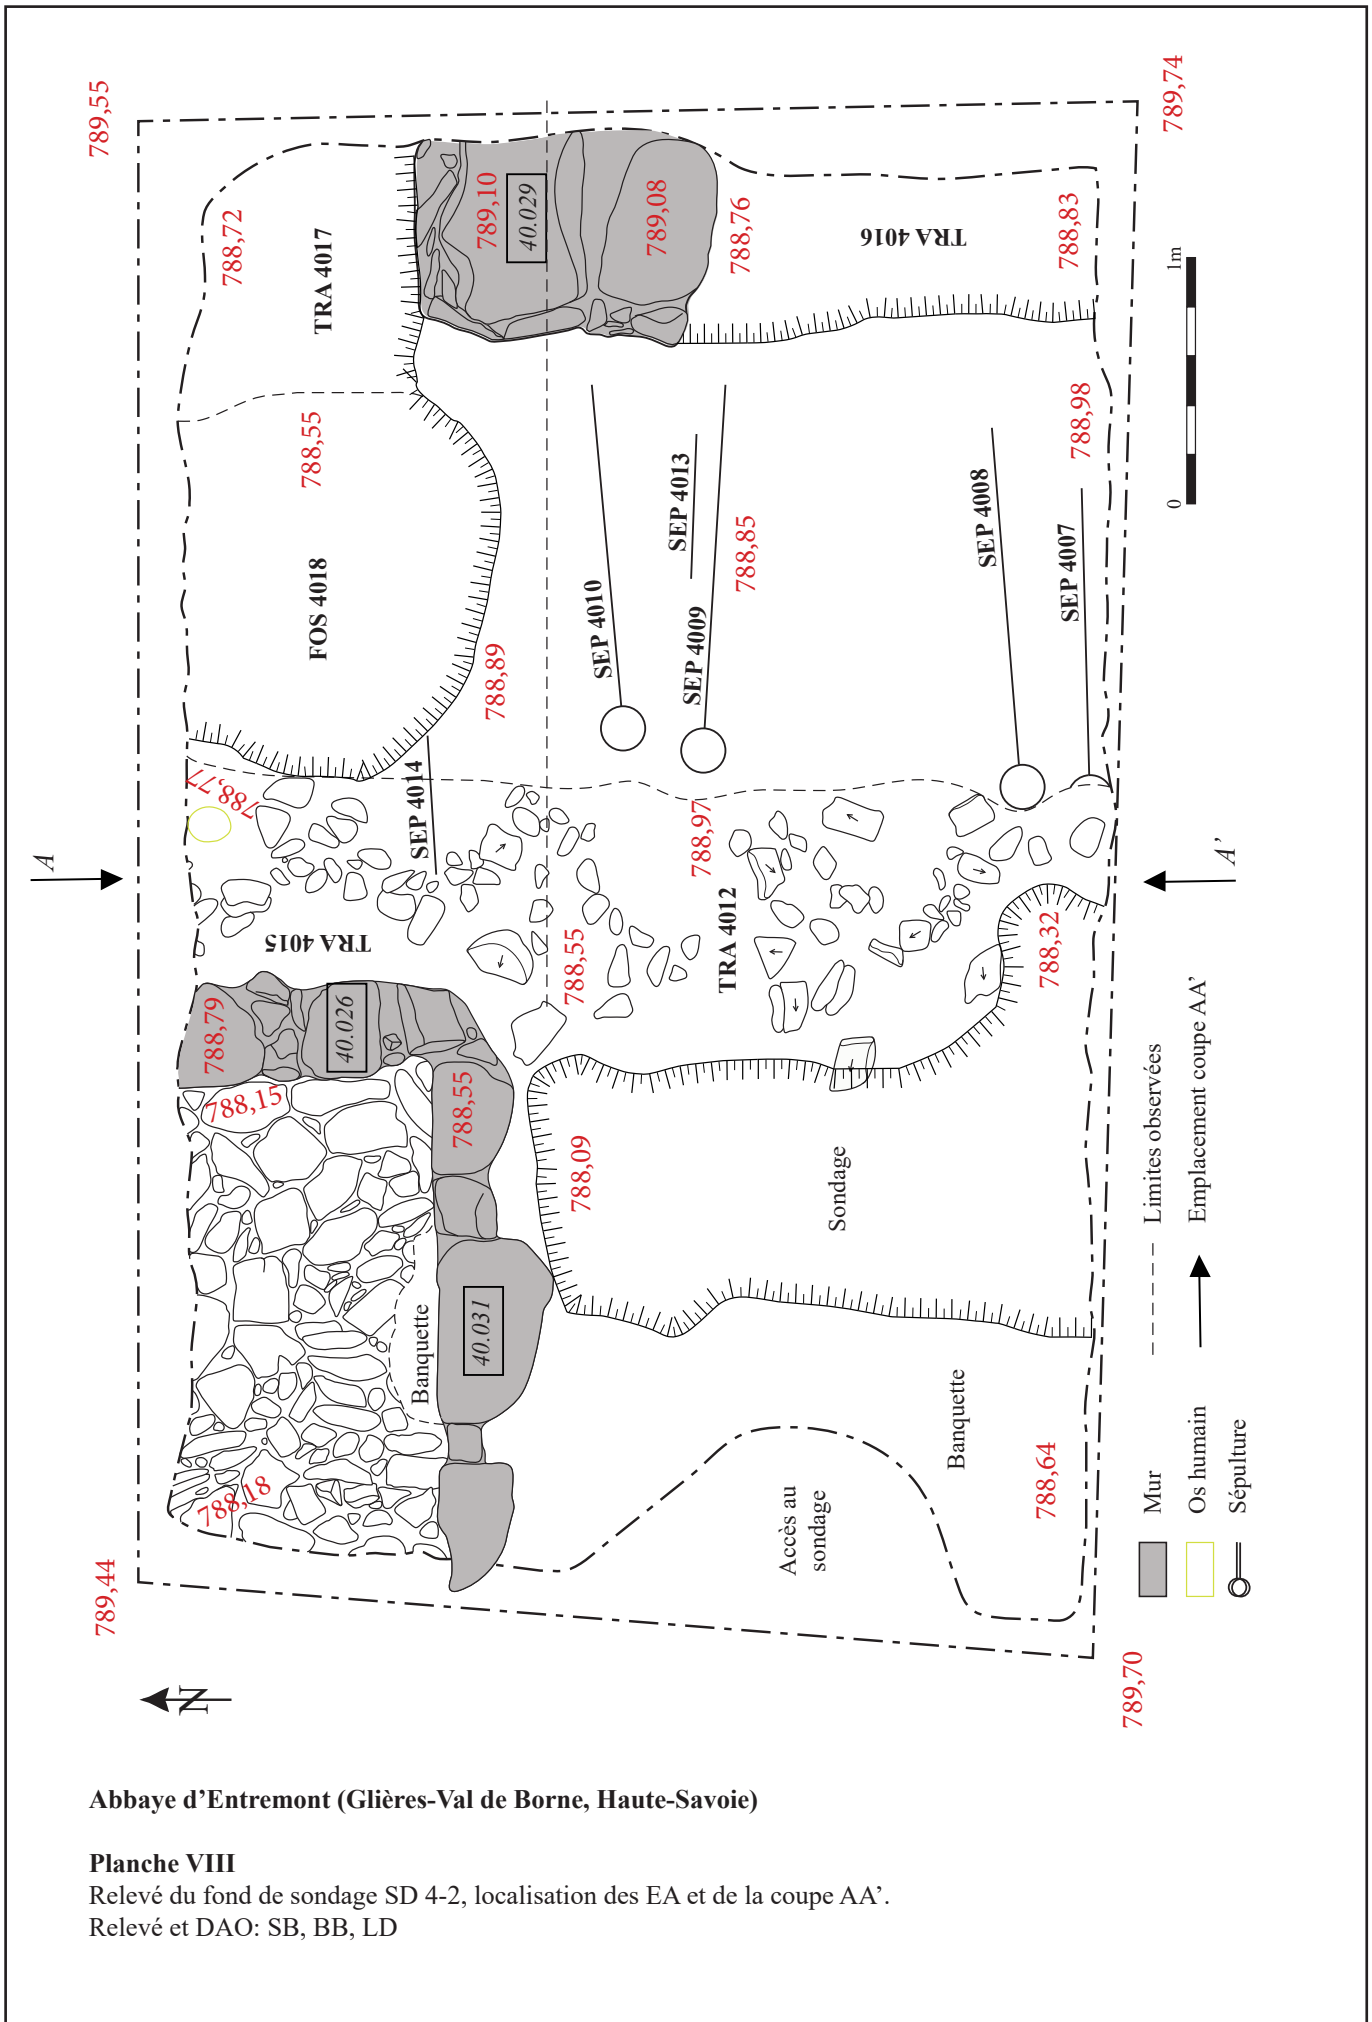 789,55
789,74
788,72
TRA 4017
789,10
40.029
789,08
788,76
TRA 4016
788,83
1m
0
788,55
FOS 4018
788,89
SEP 4010
SEP 4013
SEP 4009
788,85
SEP 4008
788,98
SEP 4007
788,77
SEP 4014
A
A'
TRA 4015
788,97
TRA 4012
788,55
788,32
788,79
40.026
788,15
788,55
788,09
Sondage
Banquette
40.031
788,18
Accès au
sondage
Banquette
788,64
789,44
789,70
N
Limites observées
Emplacement coupe AA'
Mur
Os humain
Sépulture
Abbaye d’Entremont (Glières-Val de Borne, Haute-Savoie)
Planche VIII
Relevé du fond de sondage SD 4-2, localisation des EA et de la coupe AA’.
Relevé et DAO: SB, BB, LD